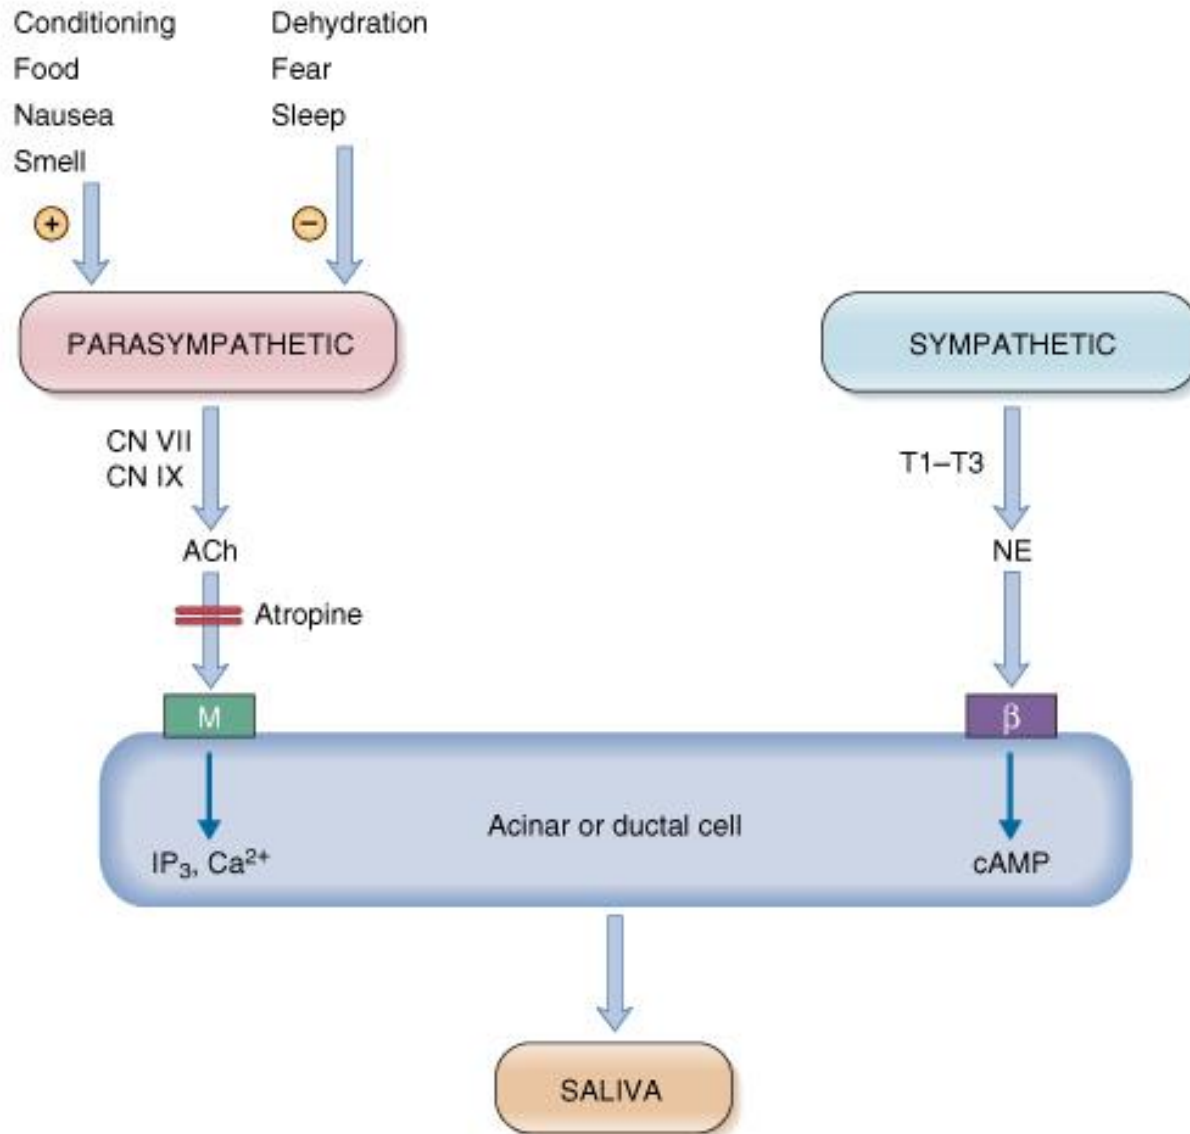 Conditioning
Food
Nausea
Smell
Dehydration
Fear
Sleep
+
−
PARASYMPATHETIC
SYMPATHETIC
CN VII
CN IX
T1–T3
ACh
NE
Atropine
M
β
Acinar or ductal cell
IP₃, Ca²⁺
cAMP
SALIVA